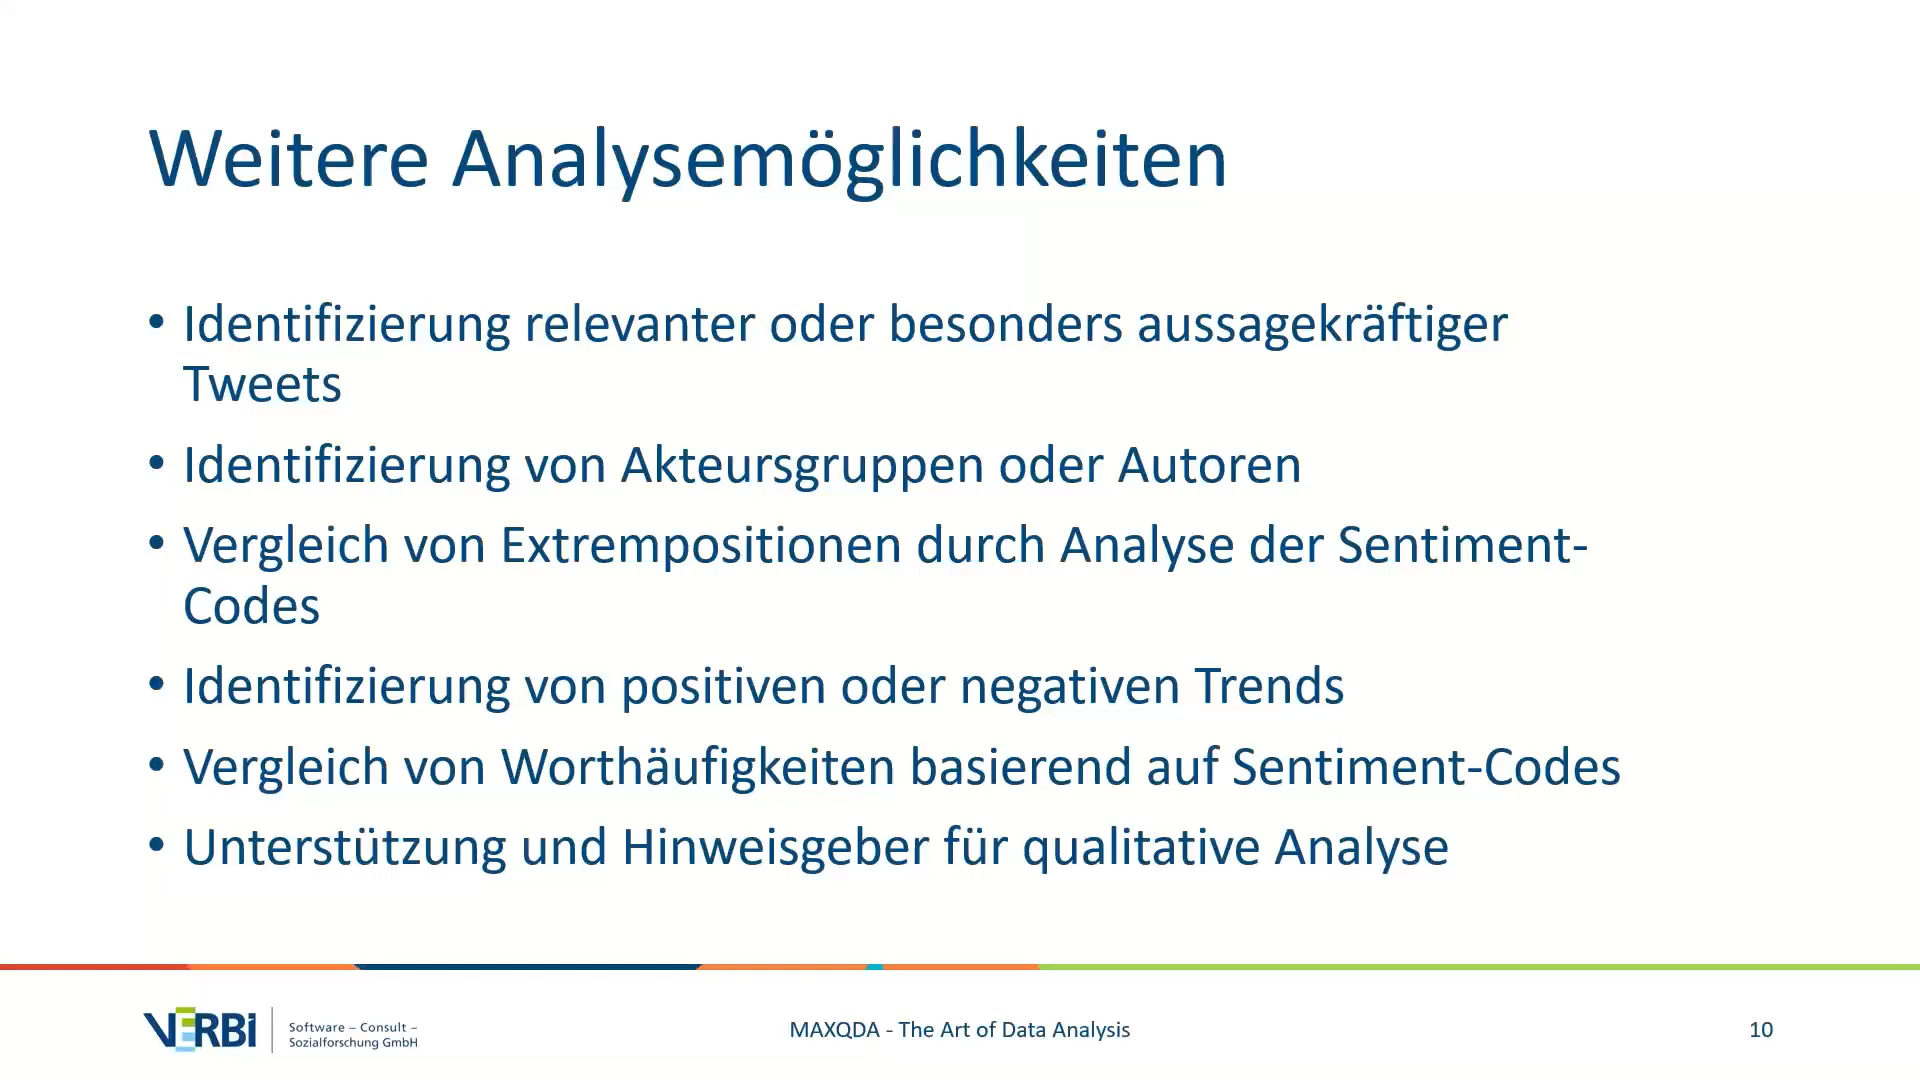 Weitere Analysemöglichkeiten
• Identifizierung relevanter oder besonders aussagekräftiger
Tweets
• Identifizierung von Akteursgruppen oder Autoren
• Vergleich von Extrempositionen durch Analyse der Sentiment-
Codes
• Identifizierung von positiven oder negativen Trends
• Vergleich von Worthäufigkeiten basierend auf Sentiment-Codes
• Unterstützung und Hinweisgeber für qualitative Analyse
VERBI
Software – Consult –
Sozialforschung GmbH
MAXQDA - The Art of Data Analysis
10